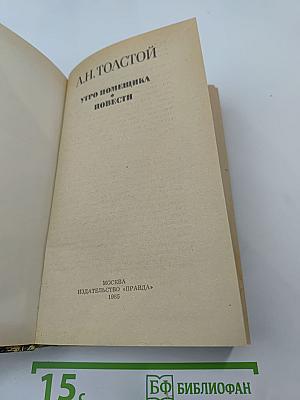 Л.Н. ТОЛСТОЙ
УТРО ПОМЕЩИКА
ПОВЕСТИ
МОСКВА
ИЗДАТЕЛЬСТВО «ПРАВДА»
1985
15 с
БФ БИБЛИОФАН